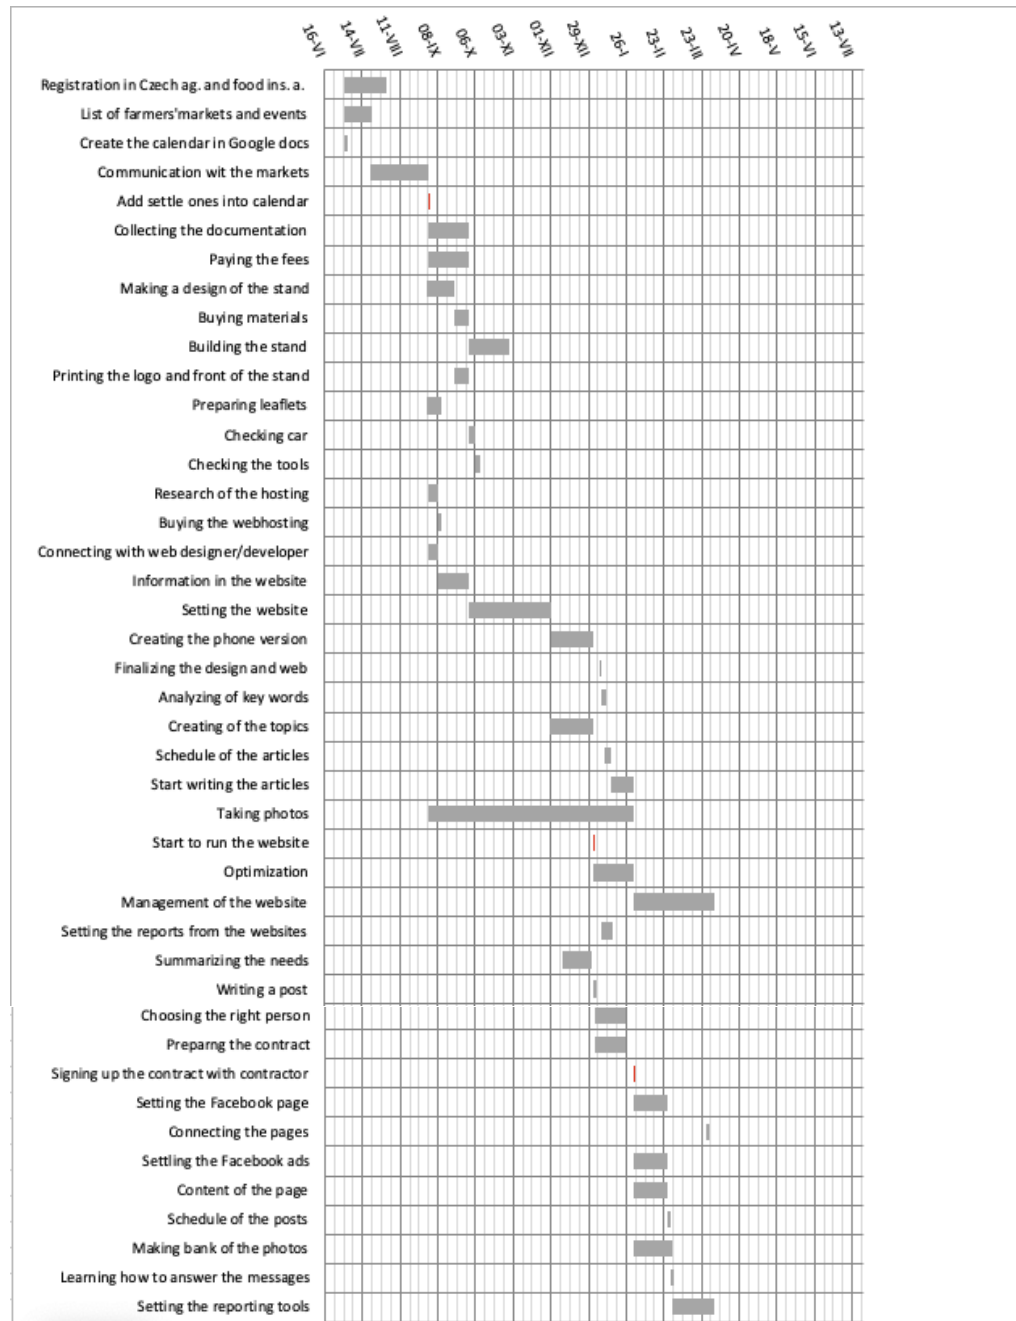 16-VI
14-VII
11-VIII
08-IX
06-X
03-XI
01-XII
29-XII
26-I
23-II
23-III
20-IV
18-V
15-VI
13-VII
Registration in Czech ag. and food ins. a.
List of farmers'markets and events
Create the calendar in Google docs
Communication wit the markets
Add settle ones into calendar
Collecting the documentation
Paying the fees
Making a design of the stand
Buying materials
Building the stand
Printing the logo and front of the stand
Preparing leaflets
Checking car
Checking the tools
Research of the hosting
Buying the webhosting
Connecting with web designer/developer
Information in the website
Setting the website
Creating the phone version
Finalizing the design and web
Analyzing of key words
Creating of the topics
Schedule of the articles
Start writing the articles
Taking photos
Start to run the website
Optimization
Management of the website
Setting the reports from the websites
Summarizing the needs
Writing a post
Choosing the right person
Preparng the contract
Signing up the contract with contractor
Setting the Facebook page
Connecting the pages
Settling the Facebook ads
Content of the page
Schedule of the posts
Making bank of the photos
Learning how to answer the messages
Setting the reporting tools